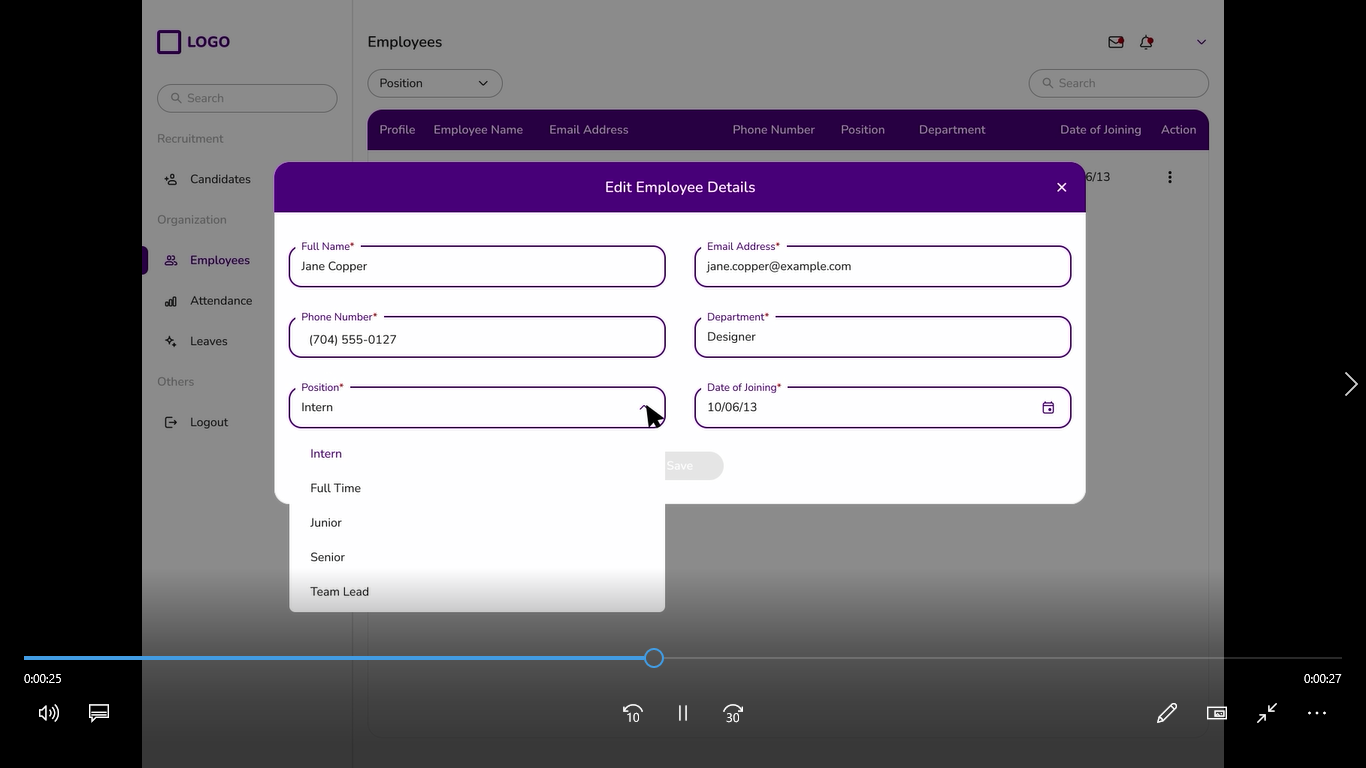 LOGO
Employees
Position
Search
Search
Profile Employee Name Email Address Phone Number Position Department Date of Joining Action
Recruitment
Candidates
6/13
Organization
Employees
Attendance
Leaves
Others
Logout
Edit Employee Details
Full Name*
Jane Copper
Email Address*
jane.copper@example.com
Phone Number*
(704) 555-0127
Department*
Designer
Position*
Intern
Date of Joining*
10/06/13
Intern
Full Time
Junior
Senior
Team Lead
Save
0:00:25
0:00:27
10
30